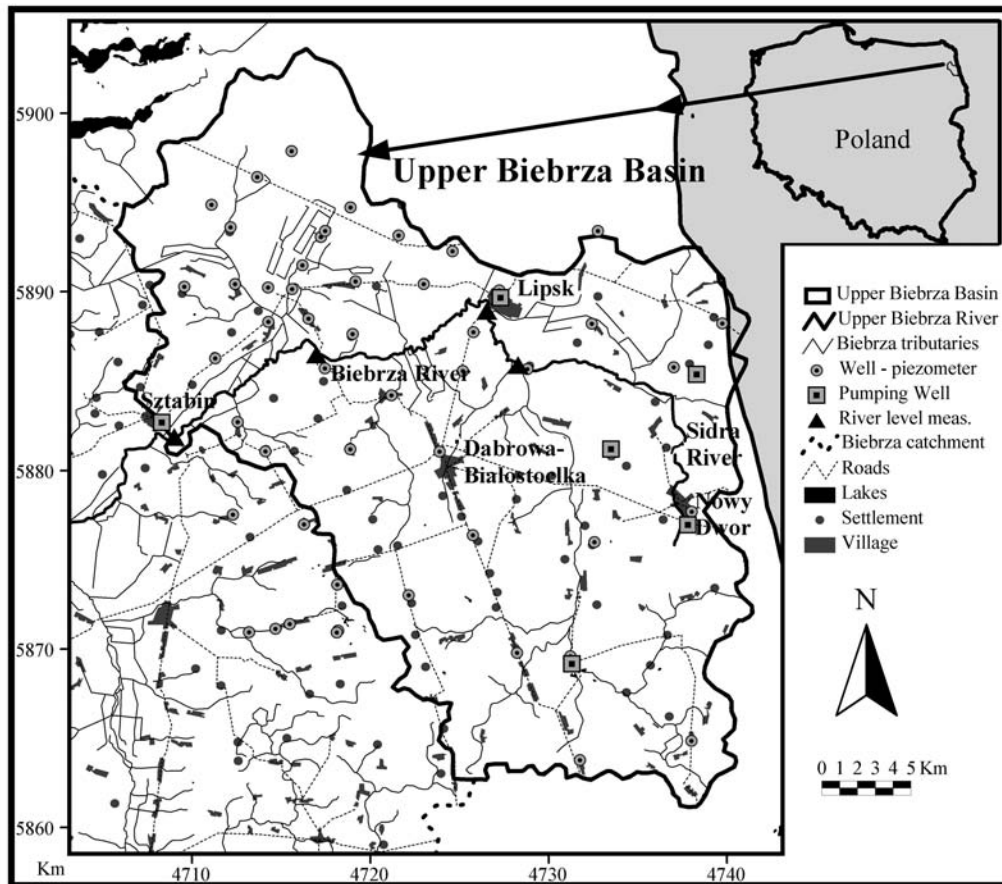 5900
5890
5880
5870
5860
Km
4710
4720
4730
4740
Poland
Upper Biebrza Basin
Lipsk
Biebrza River
Sztabin
Dabrowa-
Bialostocelka
Sidra
River
Nowy
Dwor
Upper Biebrza Basin
Upper Biebrza River
Biebrza tributaries
Well - piezometer
Pumping Well
River level meas.
Biebrza catchment
Roads
Lakes
Settlement
Village
N
0 1 2 3 4 5 Km